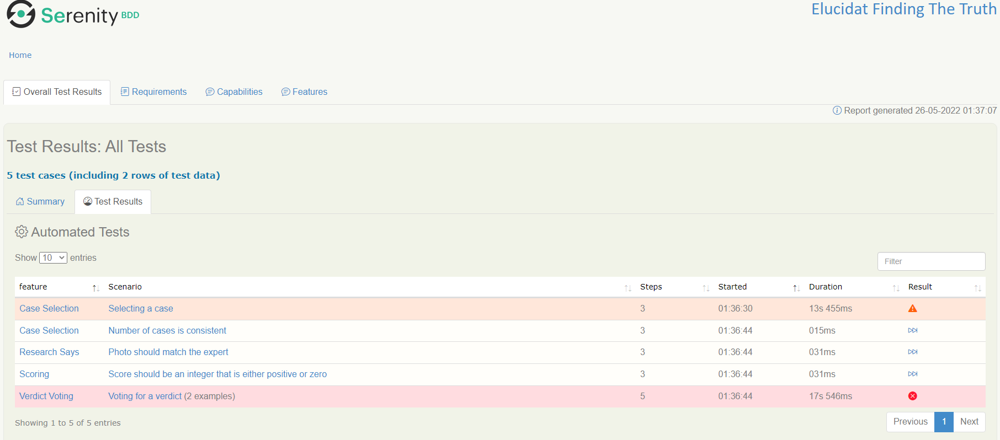 Serenity BDD
Elucidat Finding The Truth
Home
Overall Test Results Requirements Capabilities Features
Report generated 26-05-2022 01:37:07
Test Results: All Tests
5 test cases (including 2 rows of test data)
Summary Test Results
Automated Tests
Show 10 entries
Filter
feature Scenario Steps Started Duration Result
Case Selection Selecting a case 3 01:36:30 13s 455ms
Case Selection Number of cases is consistent 3 01:36:44 015ms
Research Says Photo should match the expert 3 01:36:44 031ms
Scoring Score should be an integer that is either positive or zero 3 01:36:44 031ms
Verdict Voting Voting for a verdict (2 examples) 5 01:36:44 17s 546ms
Showing 1 to 5 of 5 entries
Previous 1 Next